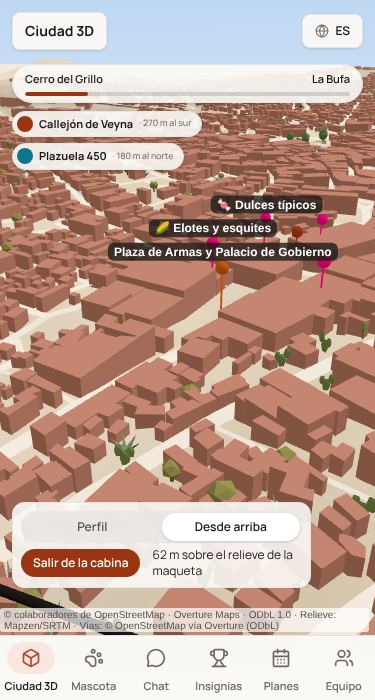 Ciudad 3D
ES
Cerro del Grillo
La Bufa
Callejón de Veyna · 270 m al sur
Plazuela 450 · 180 m al norte
🍬 Dulces típicos
🌽 Elotes y esquites
Plaza de Armas y Palacio de Gobierno
Perfil
Desde arriba
Salir de la cabina
62 m sobre el relieve de la
maqueta
© colaboradores de OpenStreetMap · Overture Maps · ODbL 1.0 · Relieve:
Mapzen/SRTM · Vías: © OpenStreetMap vía Overture (ODbL)
Ciudad 3D
Mascota
Chat
Insignias
Planes
Equipo